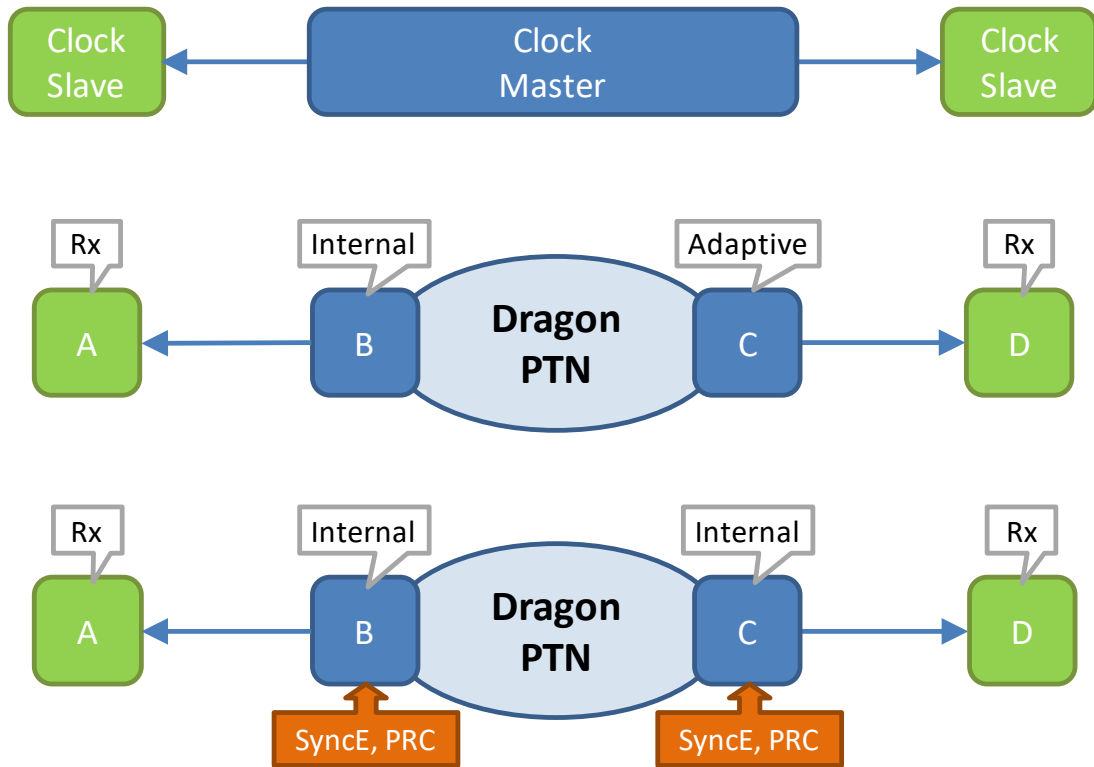 Clock
Slave
Clock
Master
Clock
Slave
Rx
Internal
Adaptive
Rx
A
B
Dragon
PTN
C
D
Rx
Internal
Internal
Rx
A
B
Dragon
PTN
C
D
SyncE, PRC
SyncE, PRC